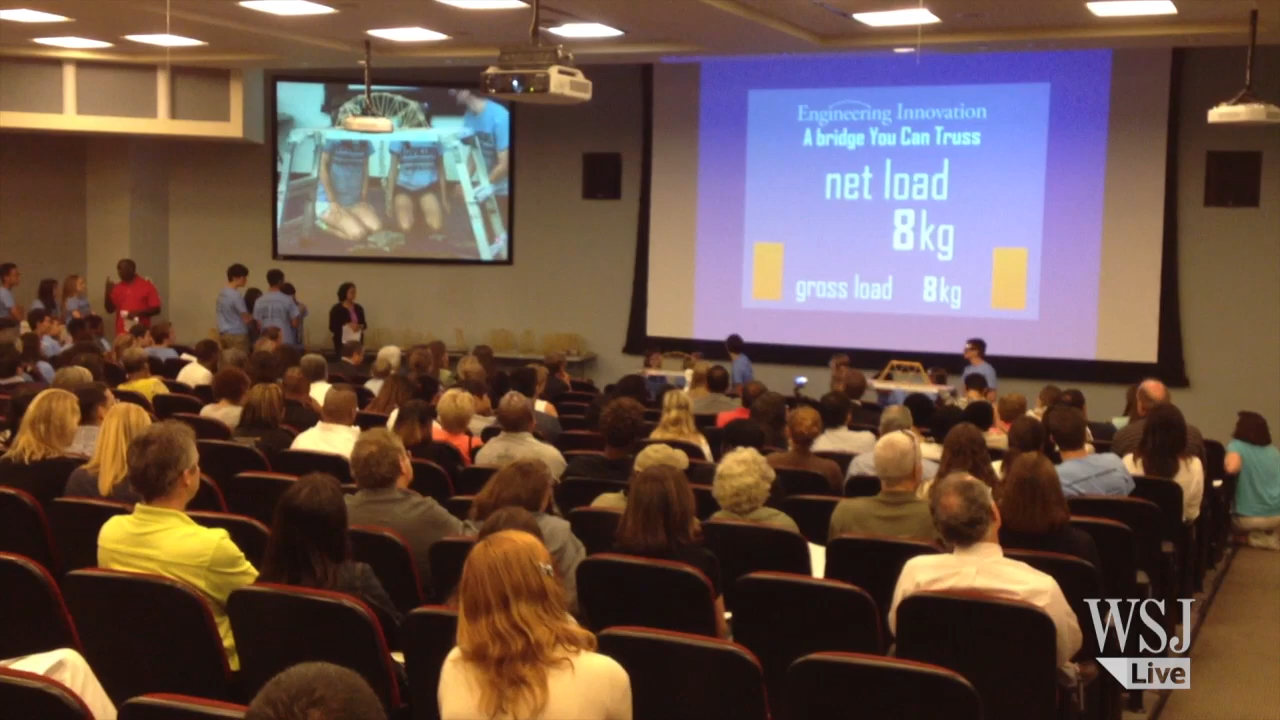 Engineering Innovation
A bridge You Can Truss
net load
8kg
gross load 8kg
WSJ
Live